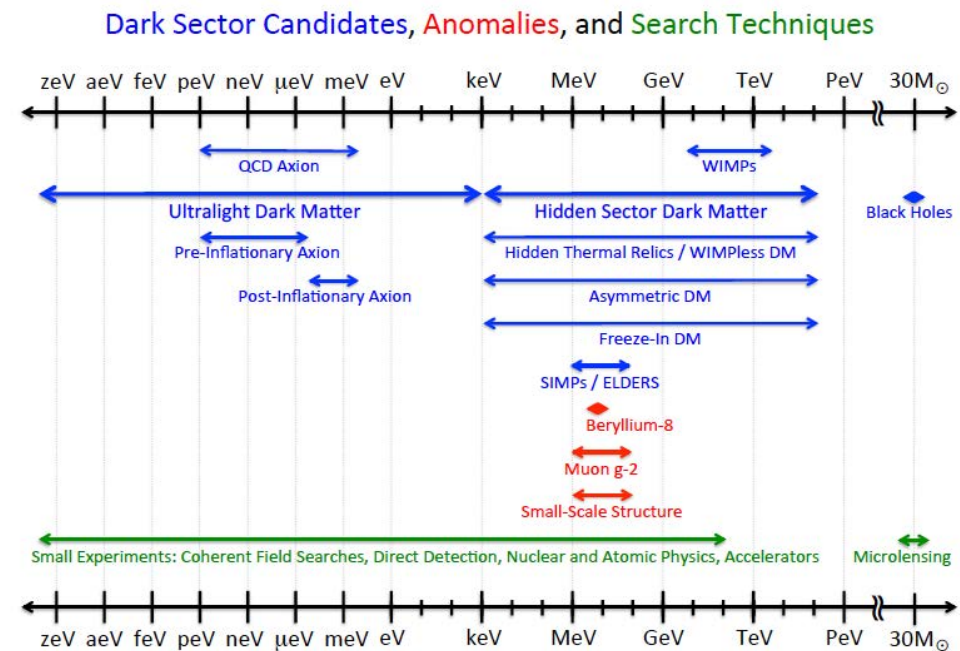 Dark Sector Candidates, Anomalies, and Search Techniques
zeV aeV feV peV neV μeV meV eV keV MeV GeV TeV PeV 30M☉
QCD Axion WIMPs
Ultralight Dark Matter Hidden Sector Dark Matter Black Holes
Pre-Inflationary Axion Hidden Thermal Relics / WIMPless DM
Post-Inflationary Axion Asymmetric DM
Freeze-In DM
SIMPs / ELDERS
Beryllium-8
Muon g-2
Small-Scale Structure
Small Experiments: Coherent Field Searches, Direct Detection, Nuclear and Atomic Physics, Accelerators Microlensing
zeV aeV feV peV neV μeV meV eV keV MeV GeV TeV PeV 30M☉